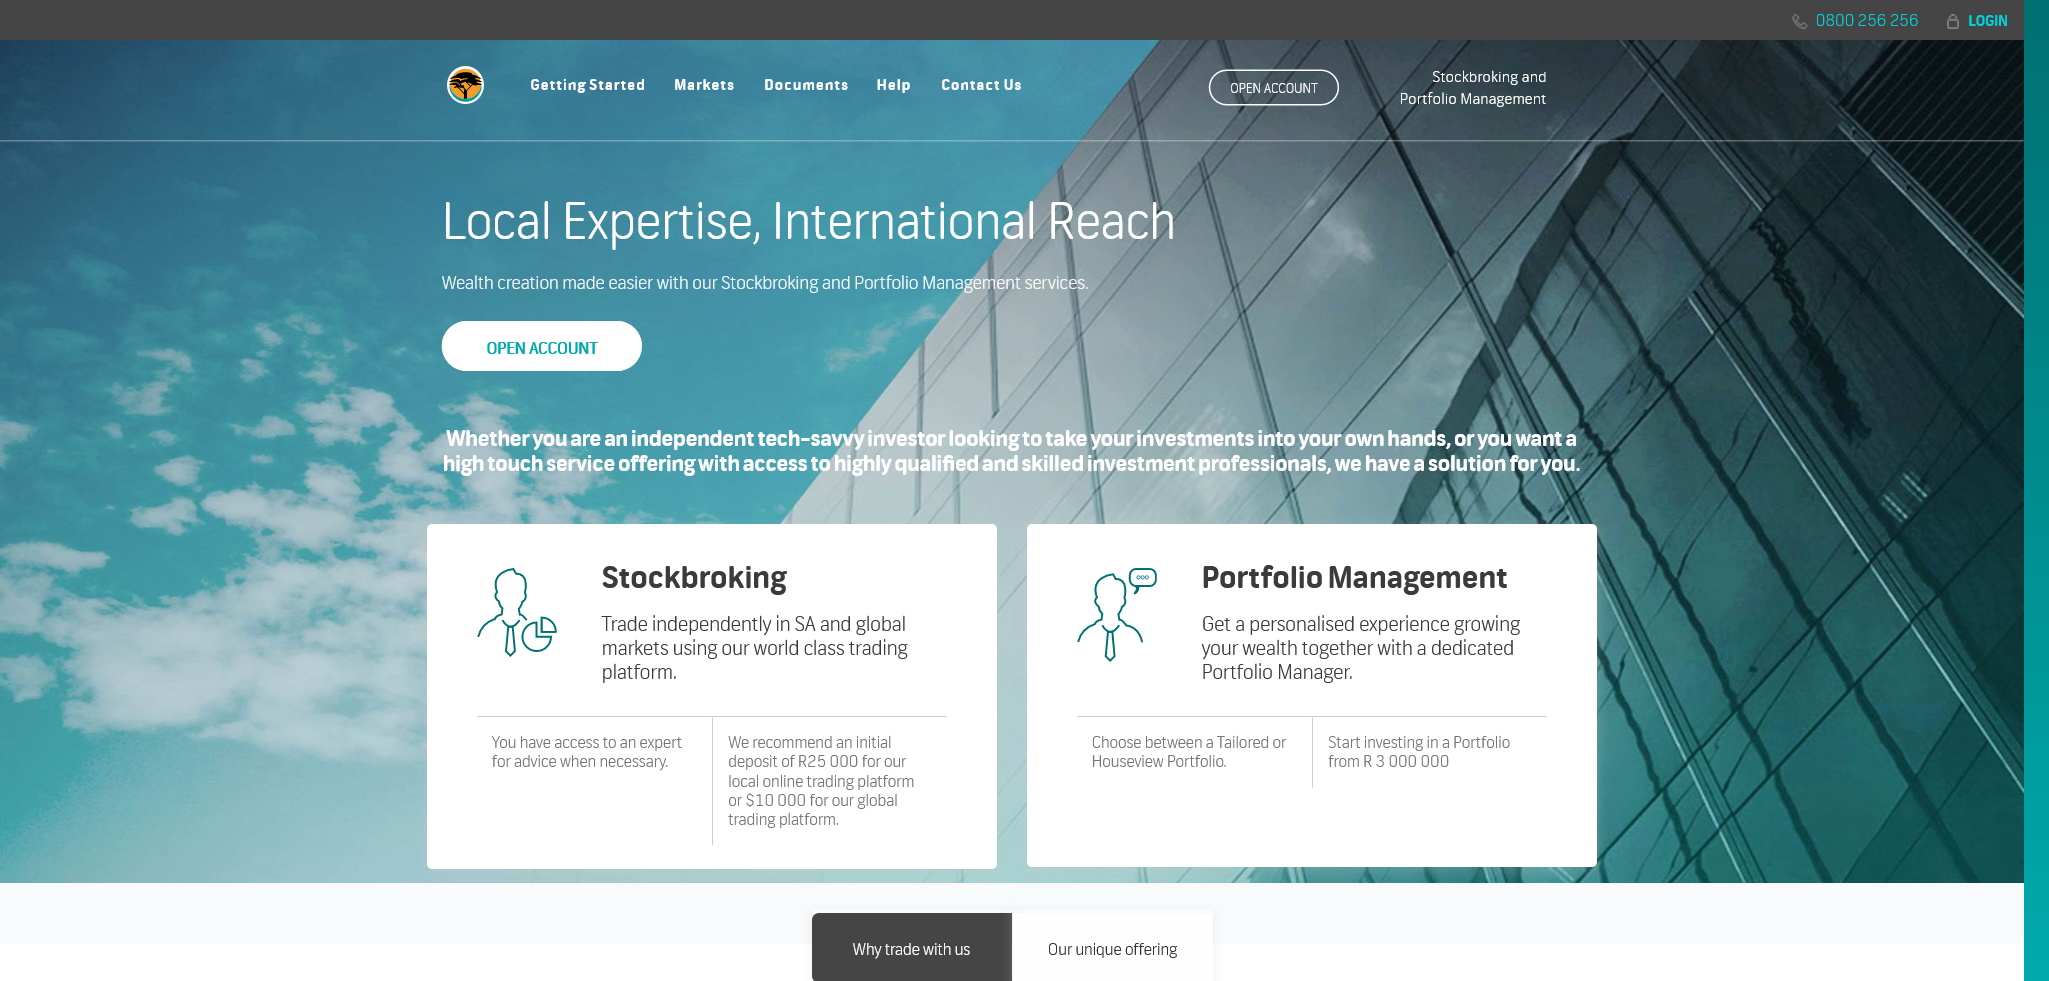 0800 256 256
LOGIN
Getting Started
Markets
Documents
Help
Contact Us
OPEN ACCOUNT
Stockbroking and
Portfolio Management
Local Expertise, International Reach
Wealth creation made easier with our Stockbroking and Portfolio Management services.
OPEN ACCOUNT
Whether you are an independent tech-savvy investor looking to take your investments into your own hands, or you want a
high touch service offering with access to highly qualified and skilled investment professionals, we have a solution for you.
Stockbroking
Trade independently in SA and global
markets using our world class trading
platform.
You have access to an expert
for advice when necessary.
We recommend an initial
deposit of R25 000 for our
local online trading platform
or $10 000 for our global
trading platform.
Portfolio Management
Get a personalised experience growing
your wealth together with a dedicated
Portfolio Manager.
Choose between a Tailored or
Houseview Portfolio.
Start investing in a Portfolio
from R 3 000 000
Why trade with us
Our unique offering